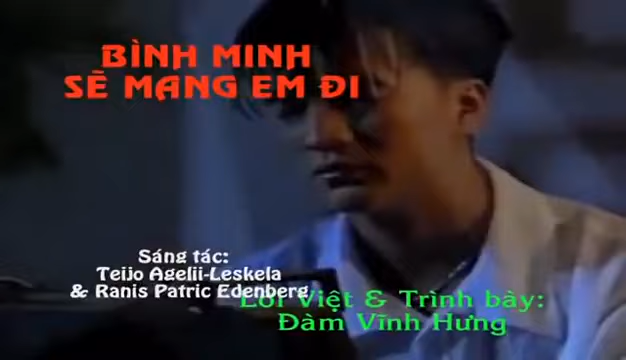 BÌNH MINH
SẼ MANG EM ĐI
Sáng tác:
Teijo Agelii-Leskela
& Ranis Patric Edenberg
Lời Việt & Trình bày:
Đàm Vĩnh Hưng